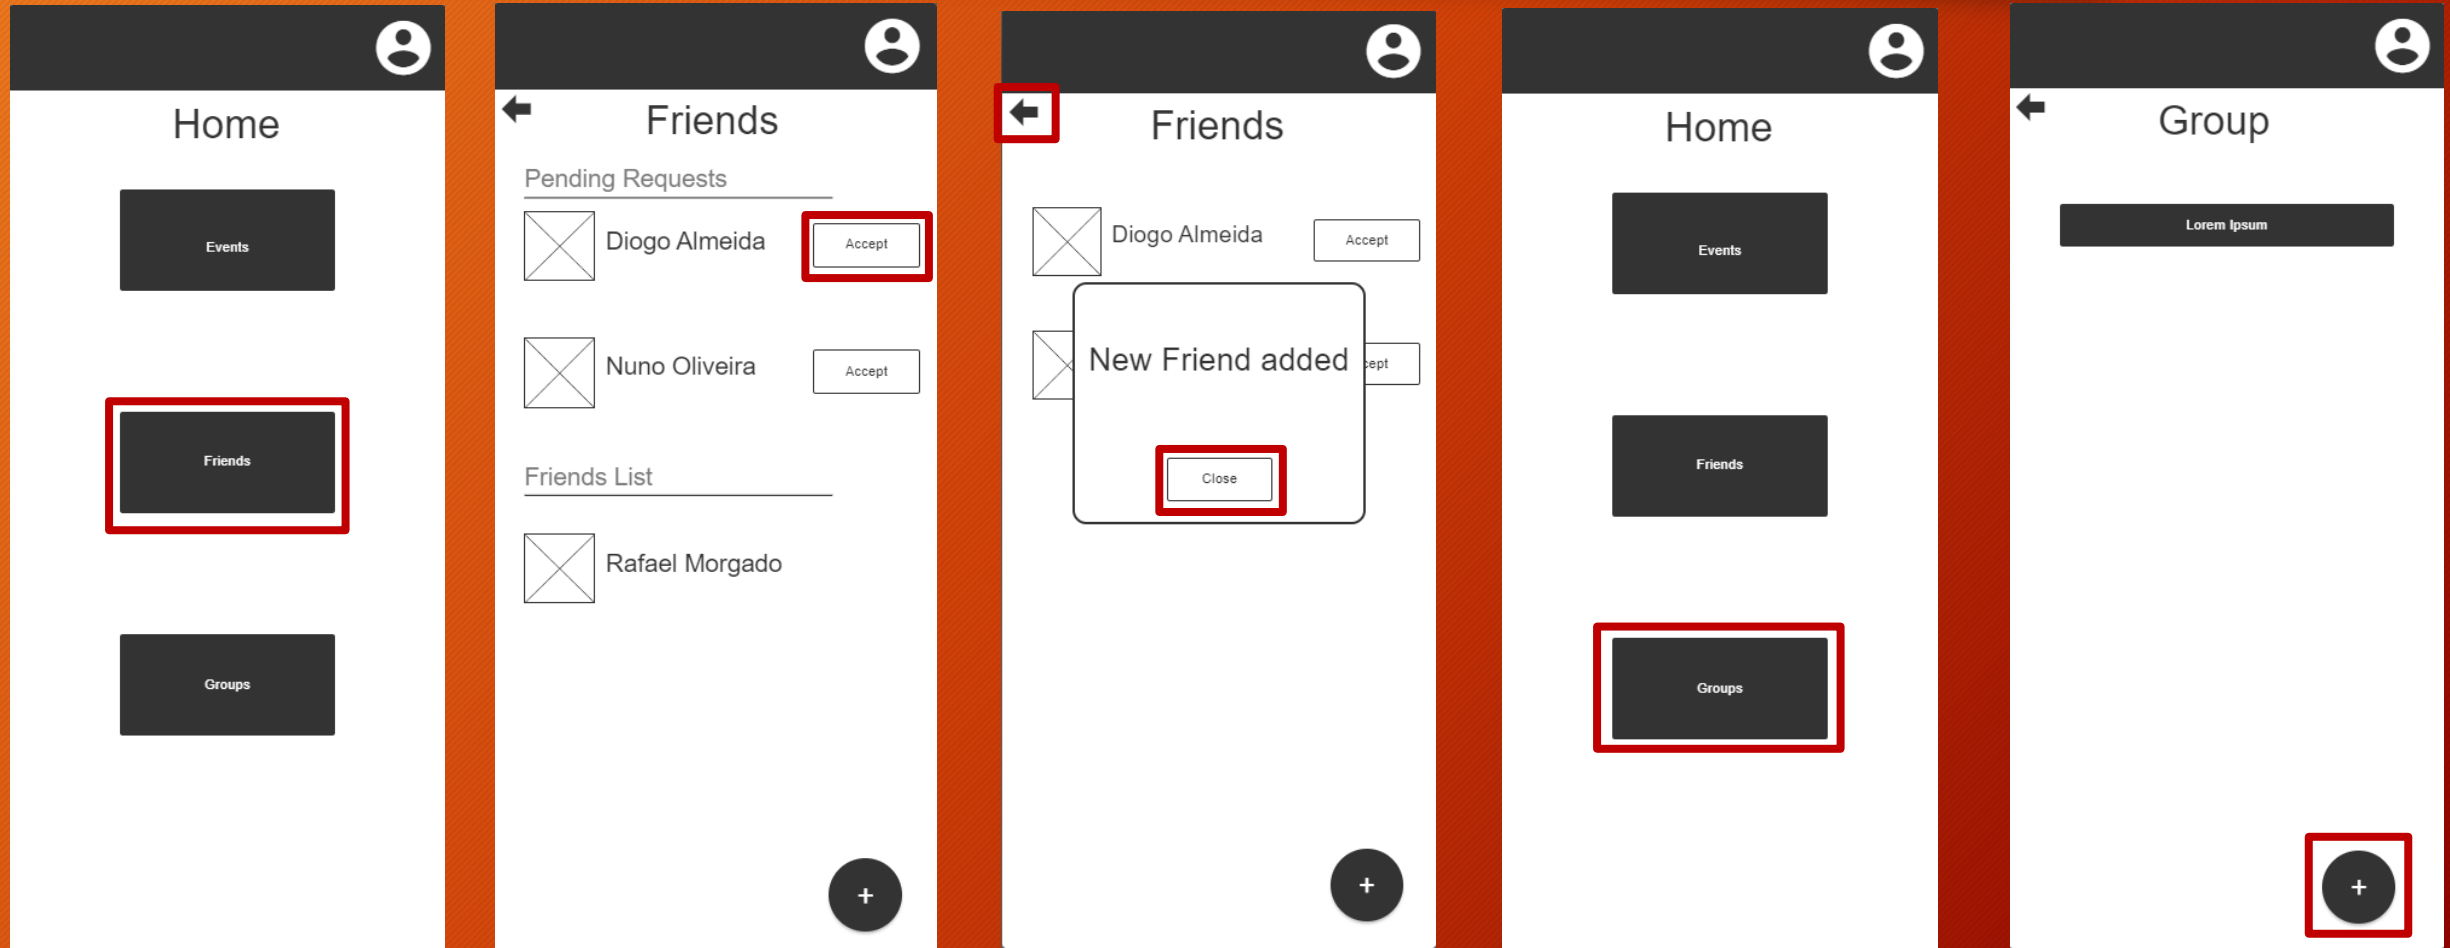 Home
Events
Friends
Groups
Friends
Pending Requests
Diogo Almeida
Accept
Nuno Oliveira
Accept
Friends List
Rafael Morgado
+
Friends
Diogo Almeida
Accept
New Friend added
cept
Close
+
Home
Events
Friends
Groups
Group
Lorem Ipsum
+